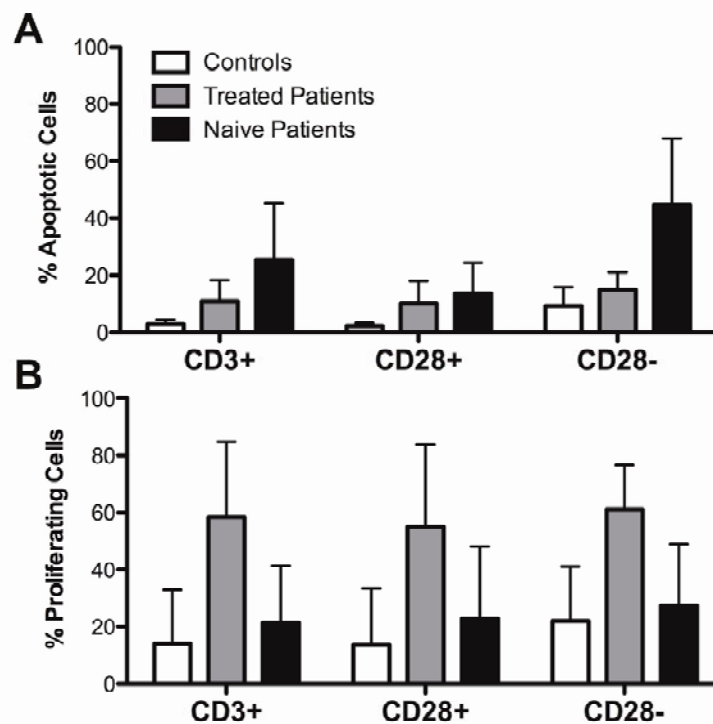 A
% Apoptotic Cells
100
80
60
40
20
0
Controls
Treated Patients
Naive Patients
CD3+ CD28+ CD28-
B
% Proliferating Cells
100
80
60
40
20
0
CD3+ CD28+ CD28-